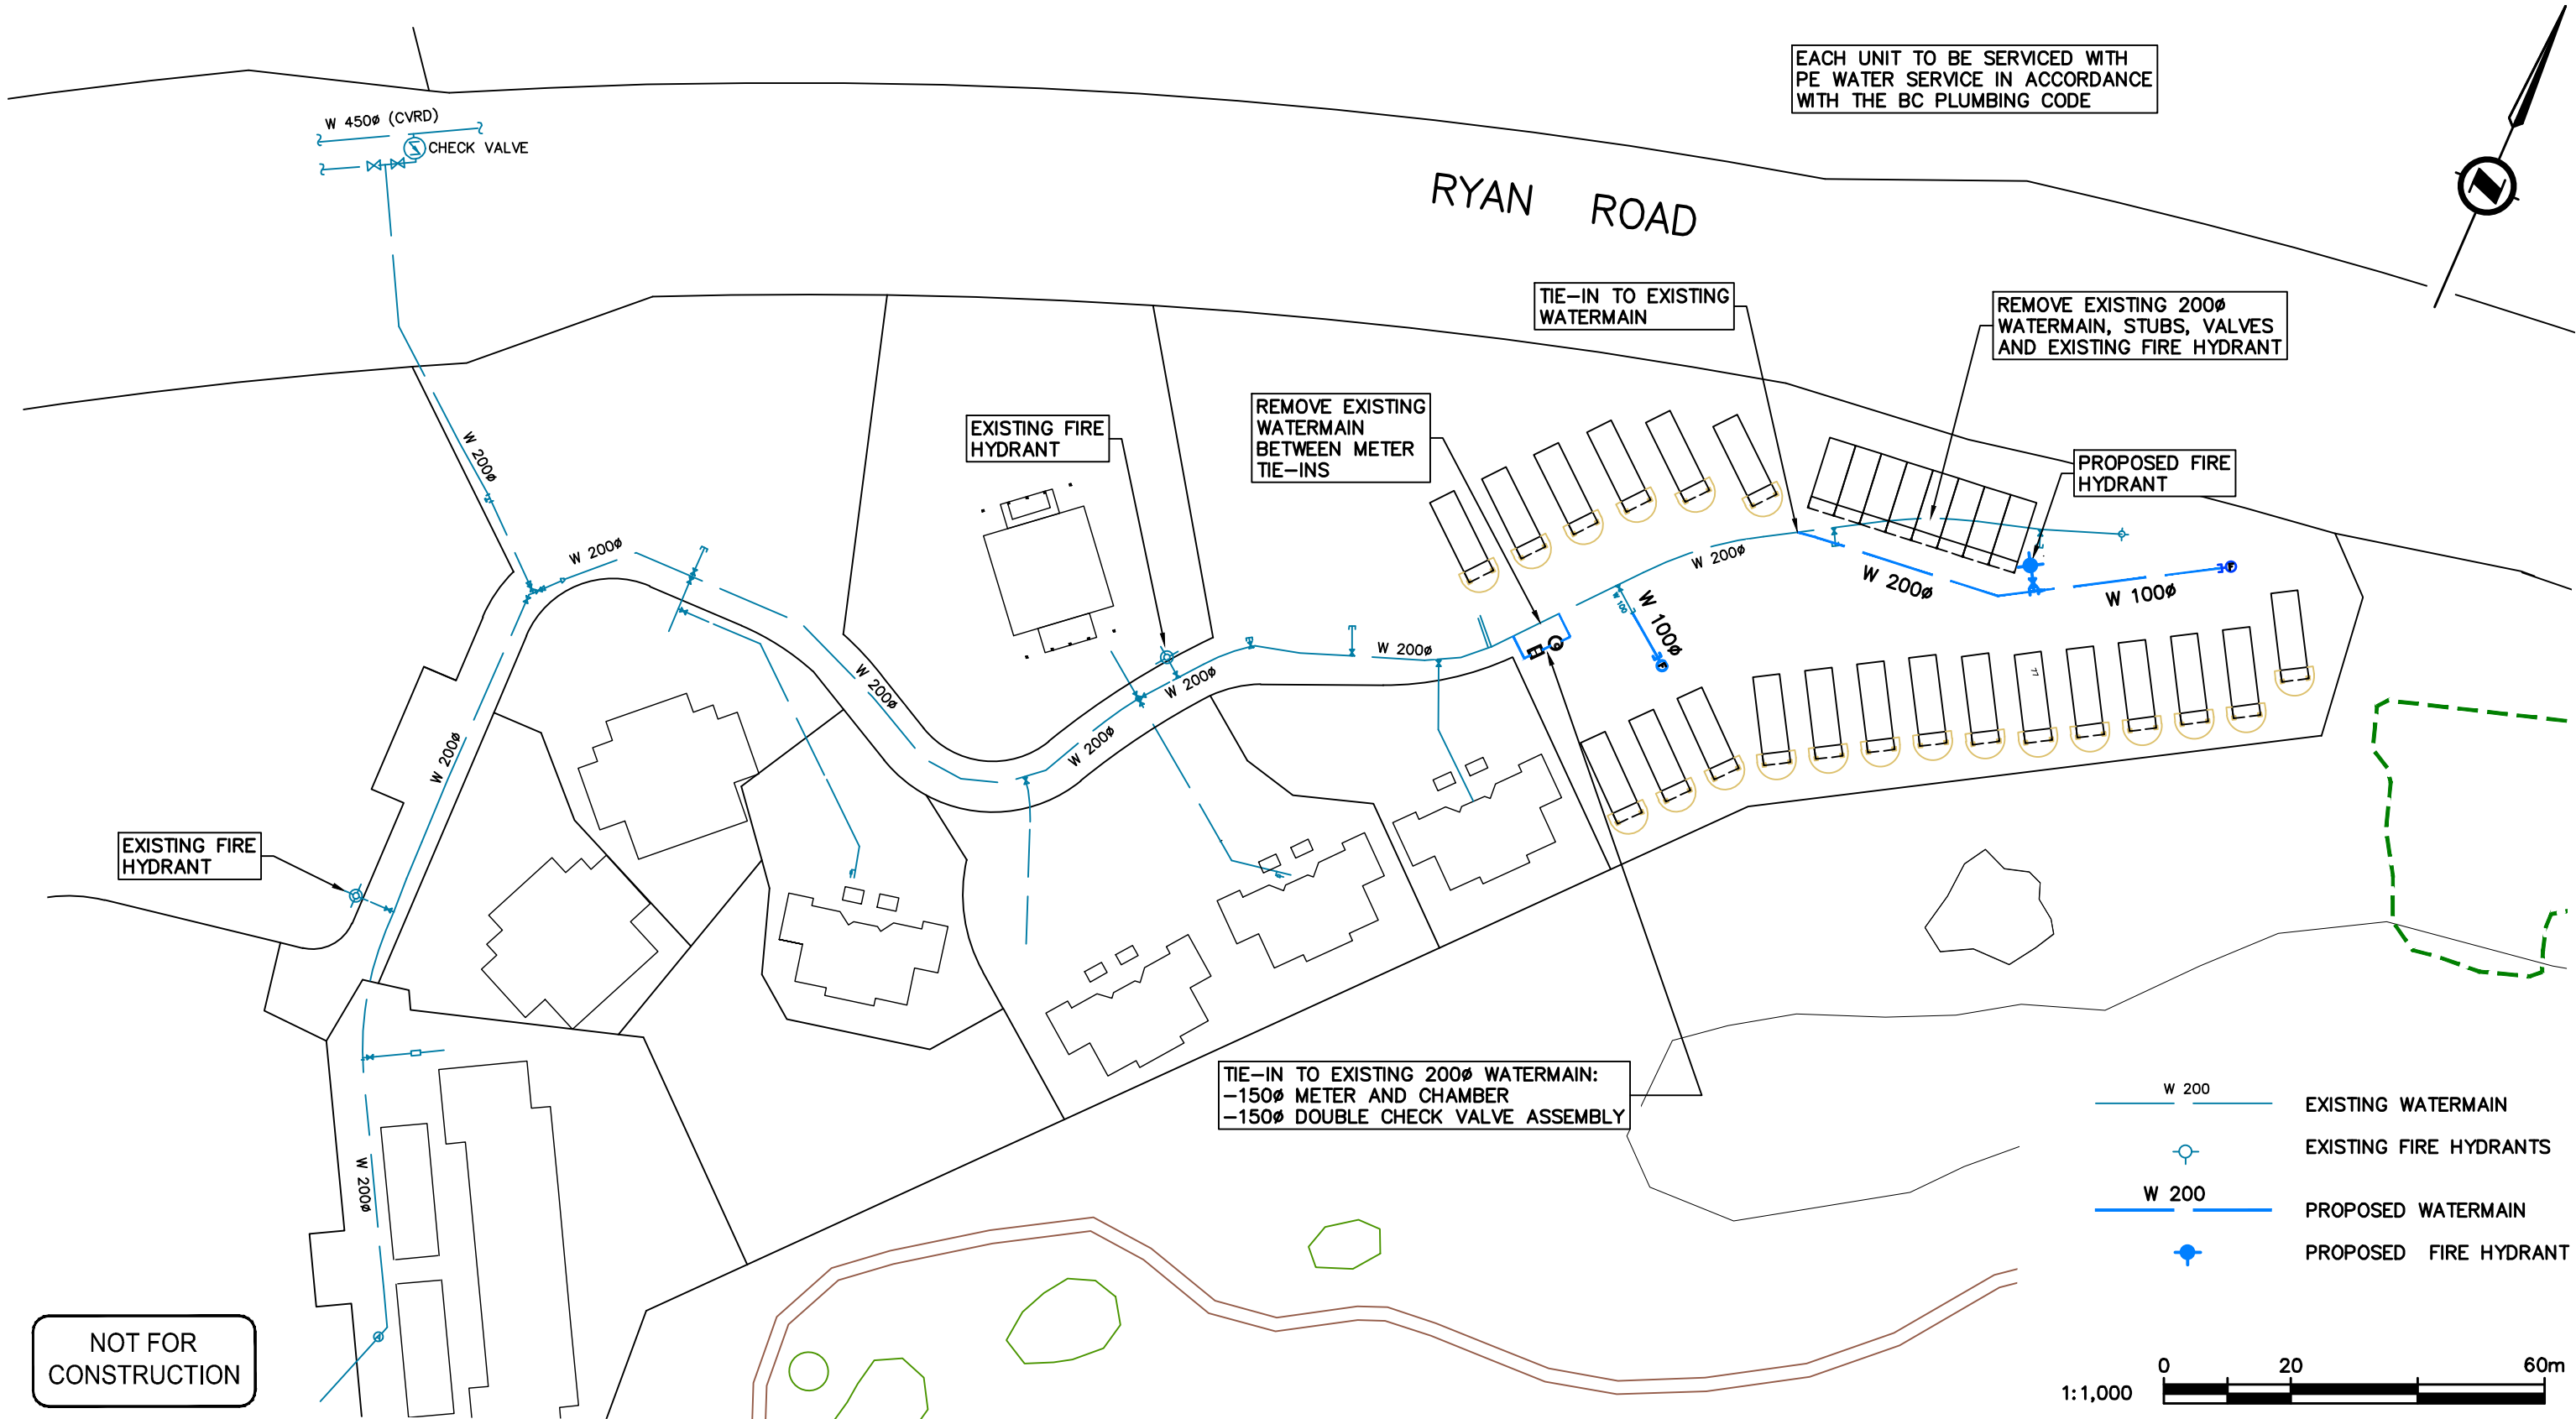 EACH UNIT TO BE SERVICED WITH
PE WATER SERVICE IN ACCORDANCE
WITH THE BC PLUMBING CODE
W 450ø (CVRD)
CHECK VALVE
RYAN ROAD
TIE-IN TO EXISTING
WATERMAIN
REMOVE EXISTING 200ø
WATERMAIN, STUBS, VALVES
AND EXISTING FIRE HYDRANT
REMOVE EXISTING
WATERMAIN
BETWEEN METER
TIE-INS
EXISTING FIRE
HYDRANT
PROPOSED FIRE
HYDRANT
W 200ø
W 200ø
W 200ø
W 200ø
W 100ø
W 100
W 100ø
W 200ø
W 200ø
77
W 200ø
W 200ø
W 200ø
EXISTING FIRE
HYDRANT
TIE-IN TO EXISTING 200ø WATERMAIN:
-150ø METER AND CHAMBER
-150ø DOUBLE CHECK VALVE ASSEMBLY
W 200ø
W 200
EXISTING WATERMAIN
EXISTING FIRE HYDRANTS
W 200
PROPOSED WATERMAIN
PROPOSED FIRE HYDRANT
NOT FOR
CONSTRUCTION
0 20 60m
1:1,000